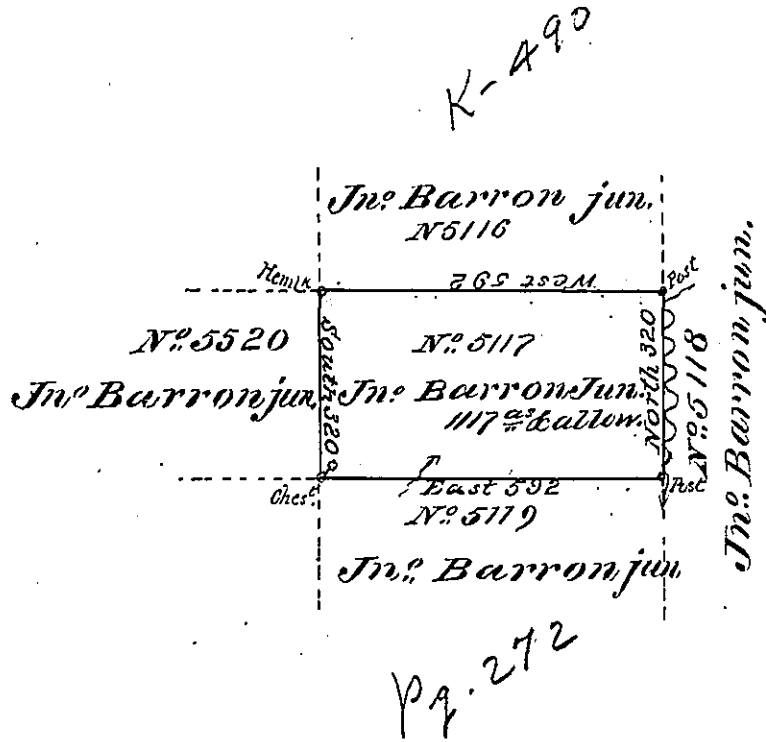 K-490
Jno. Barron jun.
No 5116
Hemlk
West 592
Post
No. 5520
Jno Barron jun.
South 320
No. 5117
Jno. Barron Jun.
1117 as & allow.
North 320
No. 5118
Jno. Barron jun.
Chest.
East 592
Post
No. 5119
Jno. Barron jun.
Pg. 272